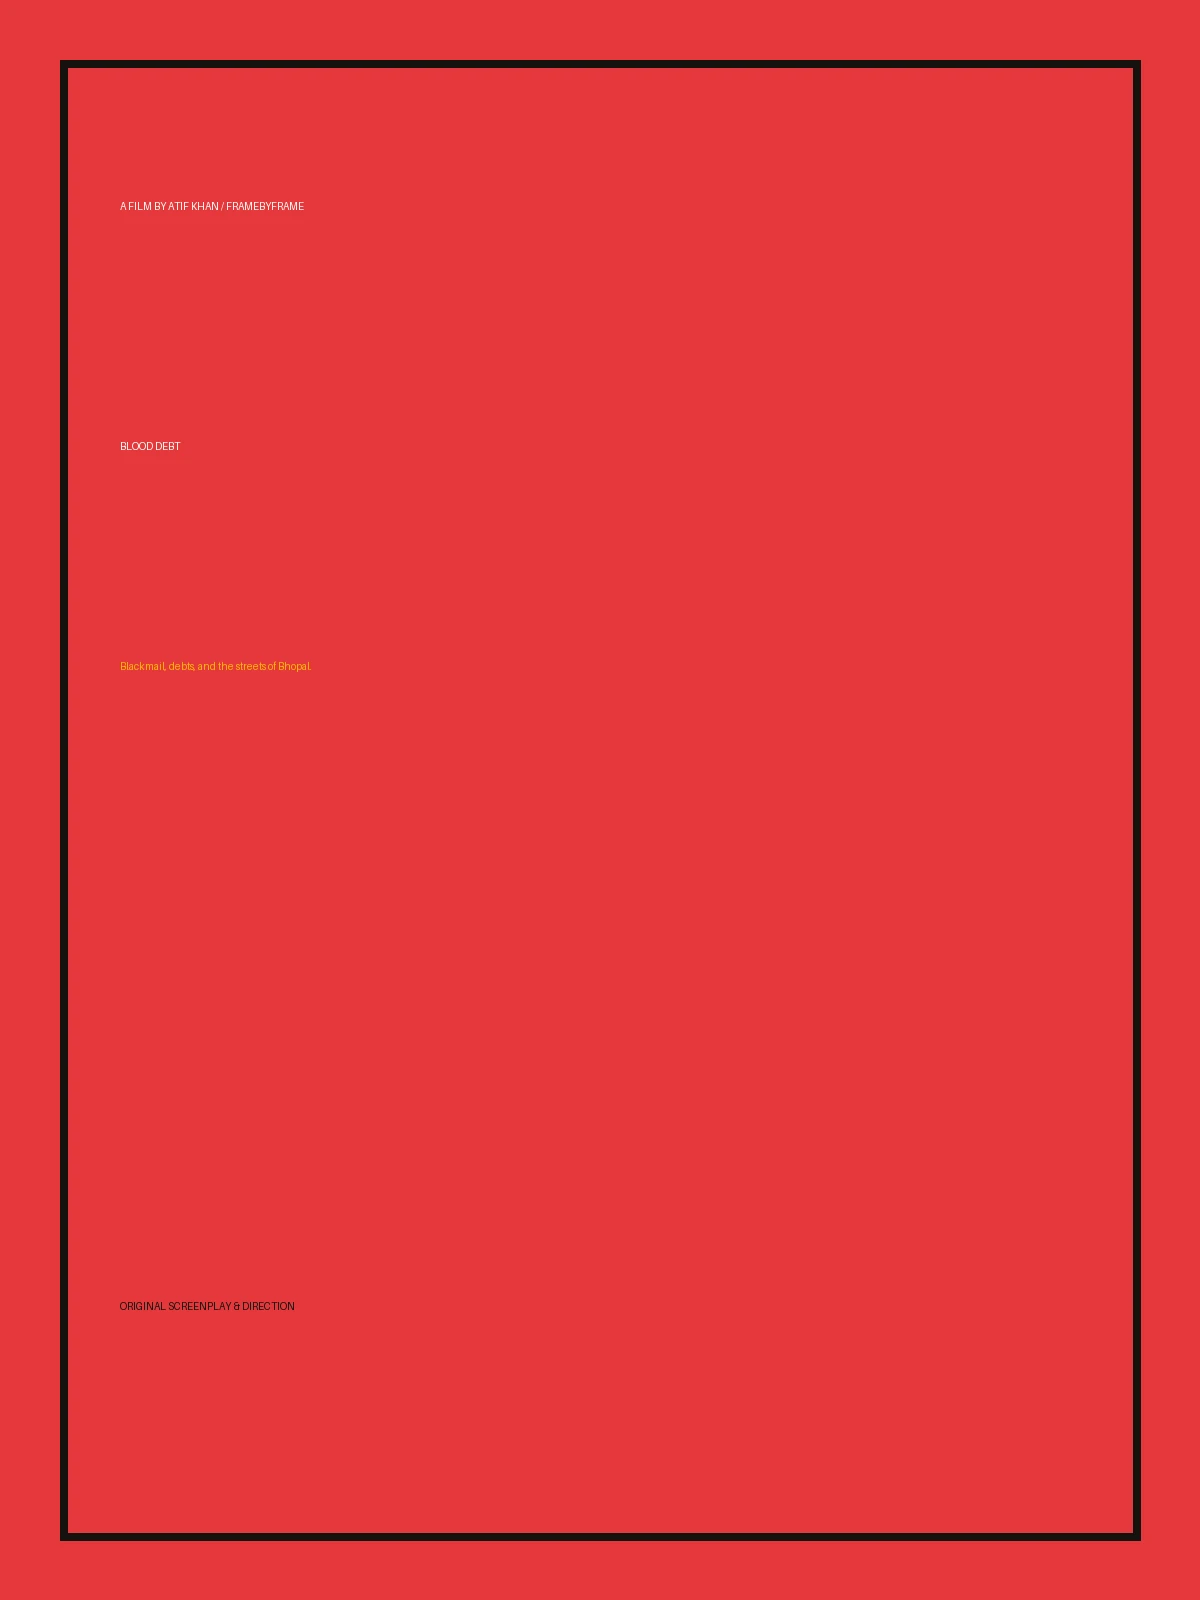 A FILM BY ATIF KHAN / FRAMEBYFRAME
BLOOD DEBT
Blackmail, debts, and the streets of Bhopal.
ORIGINAL SCREENPLAY & DIRECTION